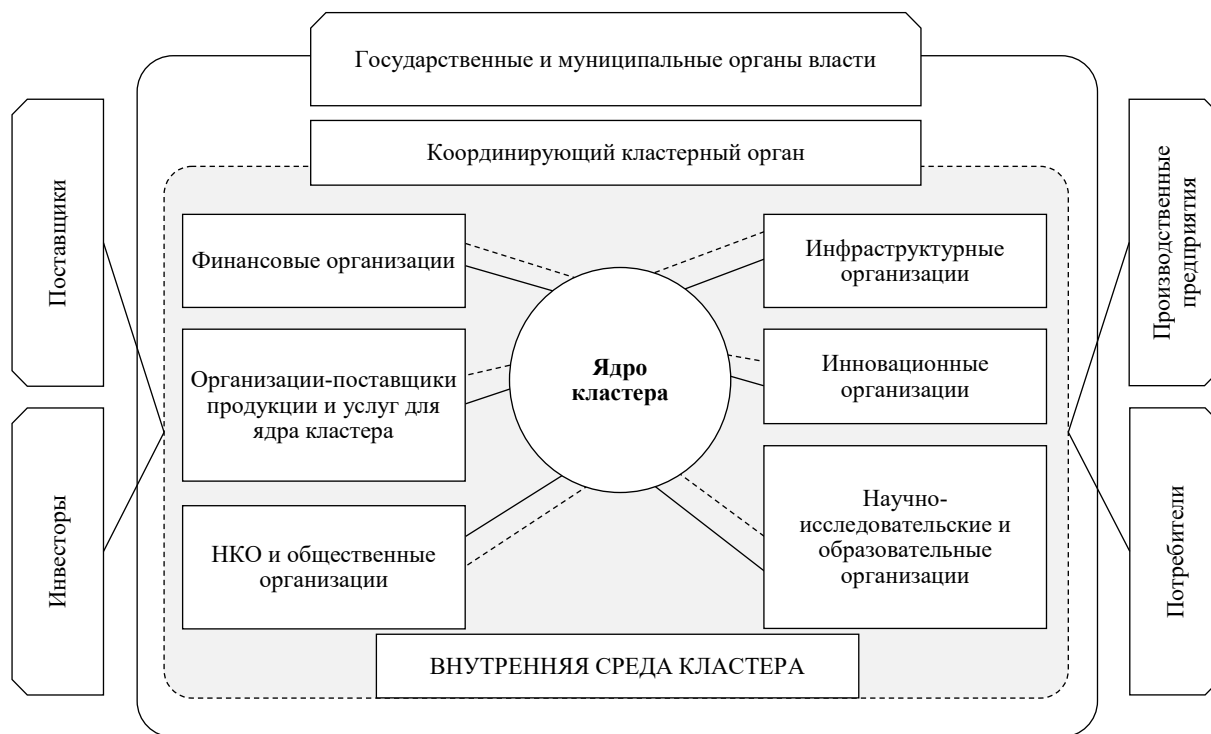 Государственные и муниципальные органы власти
Координирующий кластерный орган
Поставщики
Инвесторы
Финансовые организации
Организации-поставщики
продукции и услуг для
ядра кластера
НКО и общественные
организации
Ядро
кластера
Инфраструктурные
организации
Инновационные
организации
Научно-
исследовательские и
образовательные
организации
Производственные
предприятия
Потребители
ВНУТРЕННЯЯ СРЕДА КЛАСТЕРА